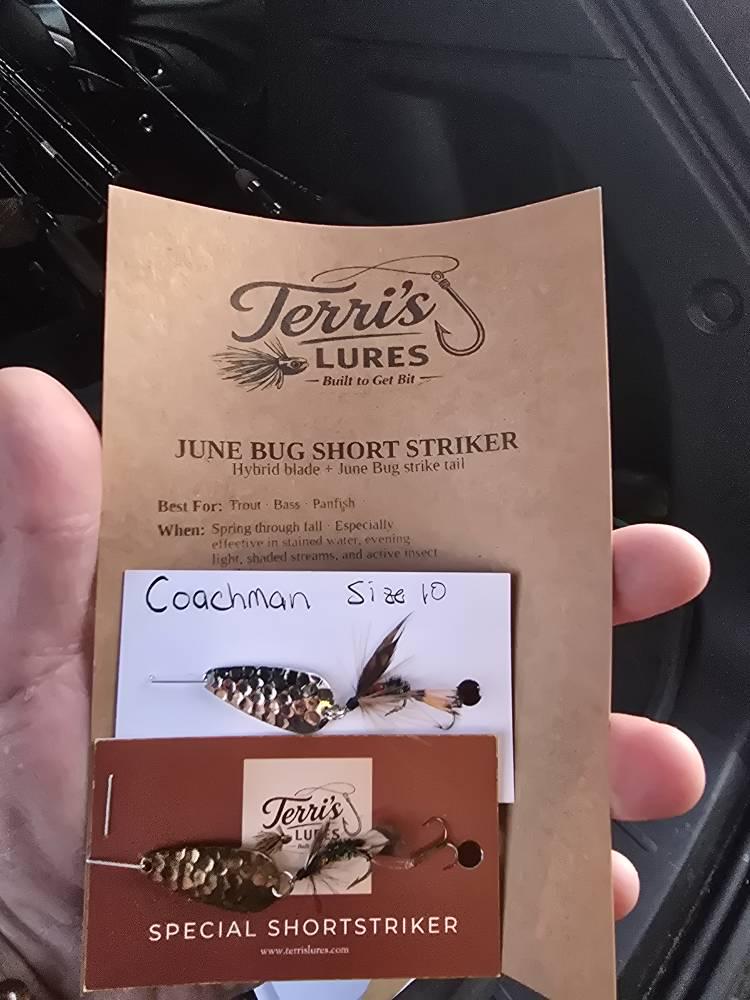 Terri's
LURES
Built to Get Bit
JUNE BUG SHORT STRIKER
Hybrid blade + June Bug strike tail
Best For: Trout · Bass · Panfish
When: Spring through fall · Especially
effective in stained water, evening
light, shaded streams, and active insect
Coachman Size 10
Terri's
LURES
SPECIAL SHORTSTRIKER
www.terrislures.com